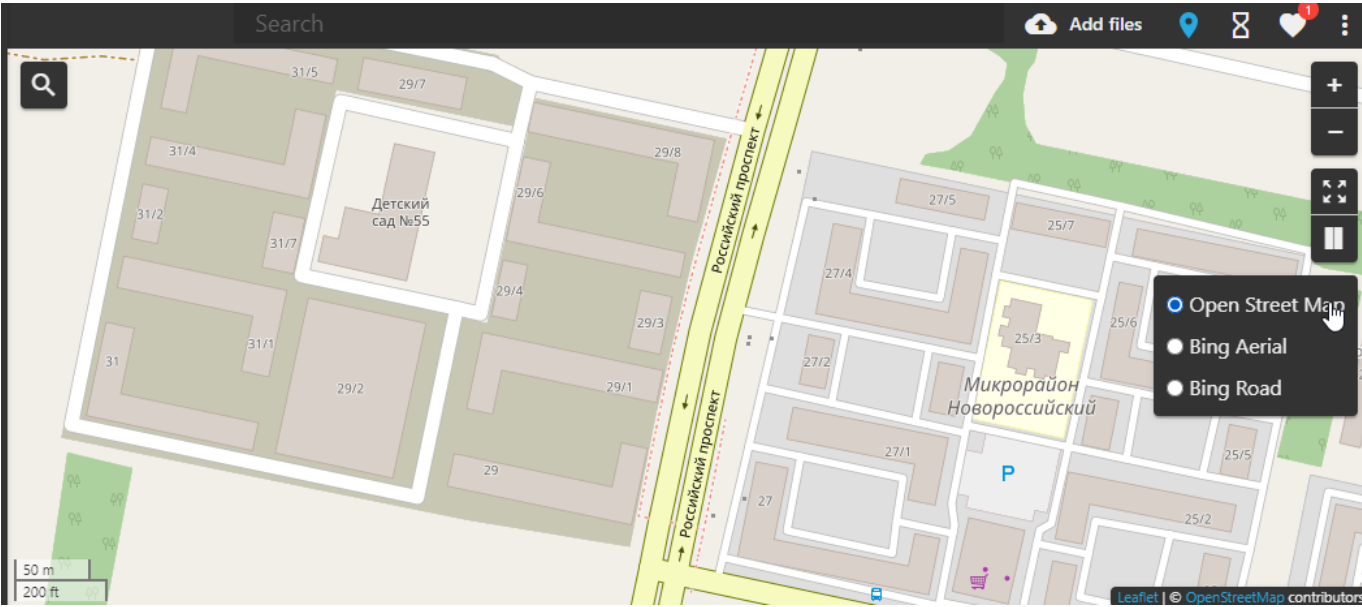 Search
Add files
1
31/5
29/7
31/4
29/8
Детский
сад №55
29/6
31/2
31/7
29/4
29/3
31/1
31
29/2
29/1
29
Российский проспект
Российский проспект
27/5
25/7
27/4
25/6
25/3
27/2
Микрорайон
Новороссийский
27/1
25/5
P
27
25/2
+
−
Open Street Map
Bing Aerial
Bing Road
50 m
200 ft
Leaflet | © OpenStreetMap contributors